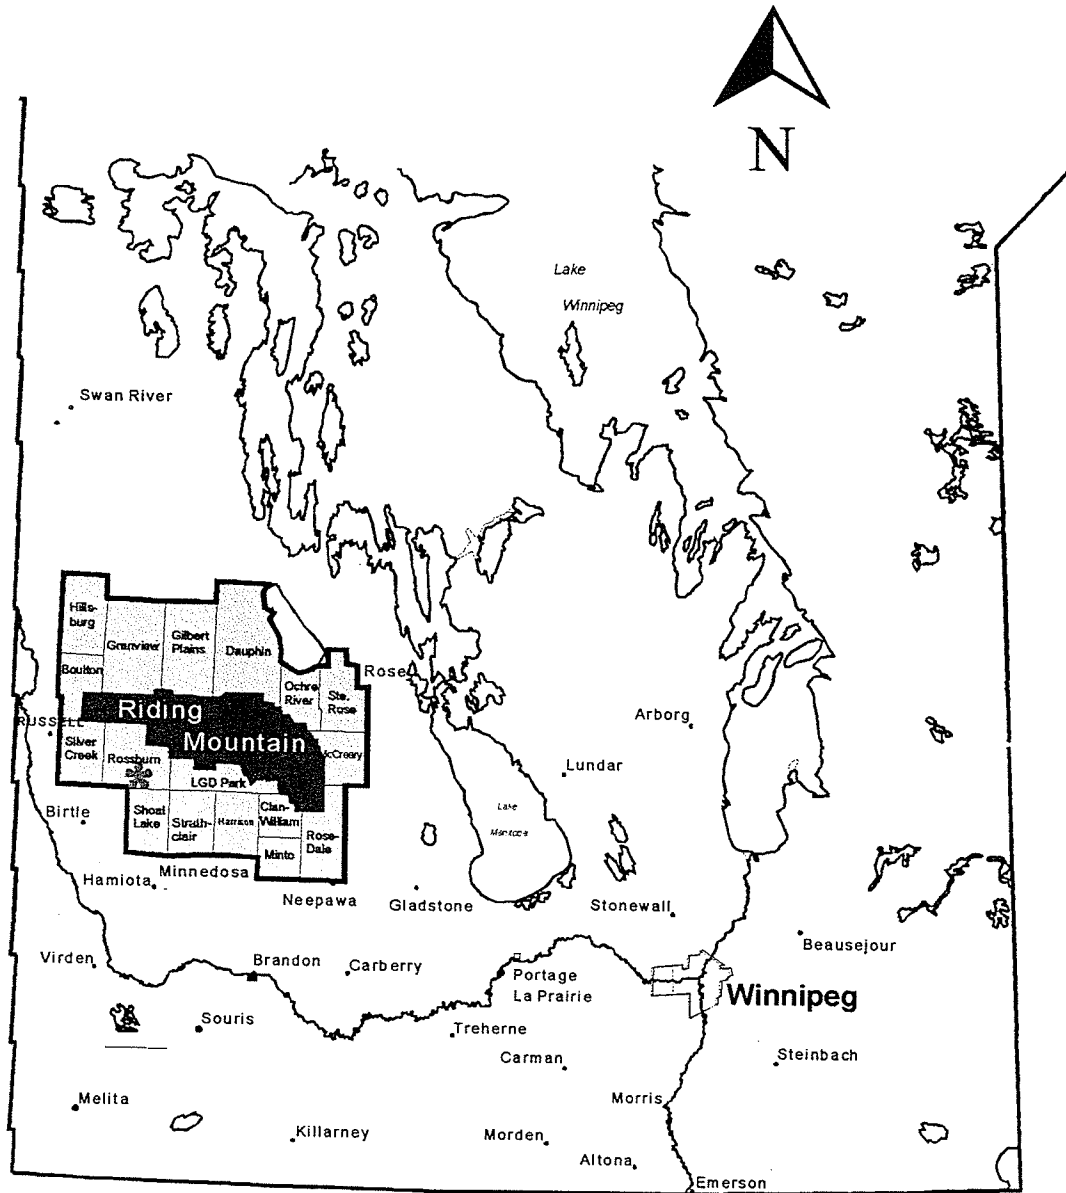 N
Lake
Winnipeg
Swan River
Hills-
burg
Granview
Gilbert
Plains
Dauphin
Boulton
Ochre
River
Ste.
Rose
Rose
Riding
Mountain
RUSSELL
Silver
Creek
Rossburn
McCreary
LGD Park
Arborg
Lundar
Birtle
Shoal
Lake
Strath-
clair
Harrison
Clan-
William
Rose-
Dale
Minto
Lake
Manitoba
Hamiota
Minnedosa
Neepawa
Gladstone
Stonewall
Beausejour
Virden
Brandon
Carberry
Portage
La Prairie
Winnipeg
Souris
Treherne
Carman
Steinbach
Melita
Morris
Killarney
Morden
Altona
Emerson